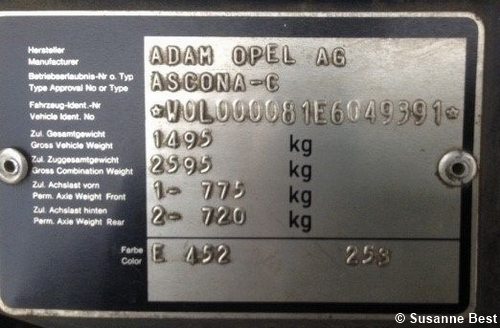 Hersteller ADAM OPEL AG
Manufacturer
Betriebserlaubnis-Nr o. Typ ASCONA-C
Type Approval No or Type
Fahrzeug-Ident.-Nr *W0L000081E6049391*
Vehicle Ident. No
Zul. Gesamtgewicht 1495 kg
Gross Vehicle Weight
Zul. Zuggesamtgewicht 2595 kg
Gross Combination Weight
Zul. Achslast vorn 1- 775 kg
Perm. Axle Weight Front
Zul. Achslast hinten 2- 720 kg
Perm. Axle Weight Rear
Farbe E 452 253
Color
© Susanne Best